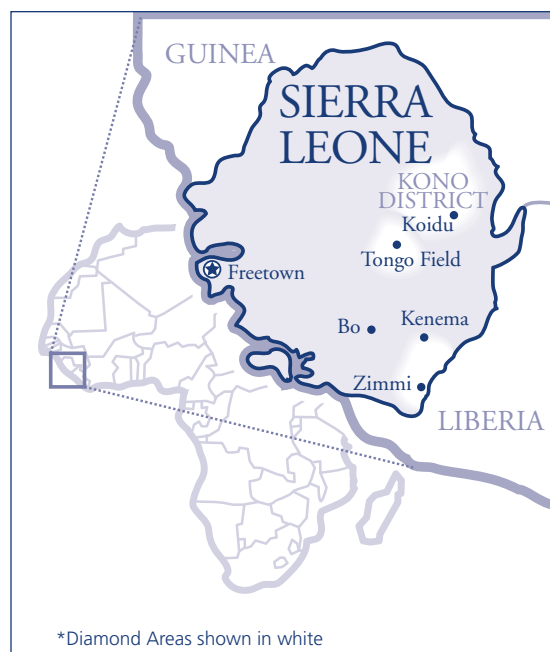 GUINEA
SIERRA
LEONE
KONO
DISTRICT
Koidu
Tongo Field
Freetown
Bo
Kenema
Zimmi
LIBERIA
*Diamond Areas shown in white